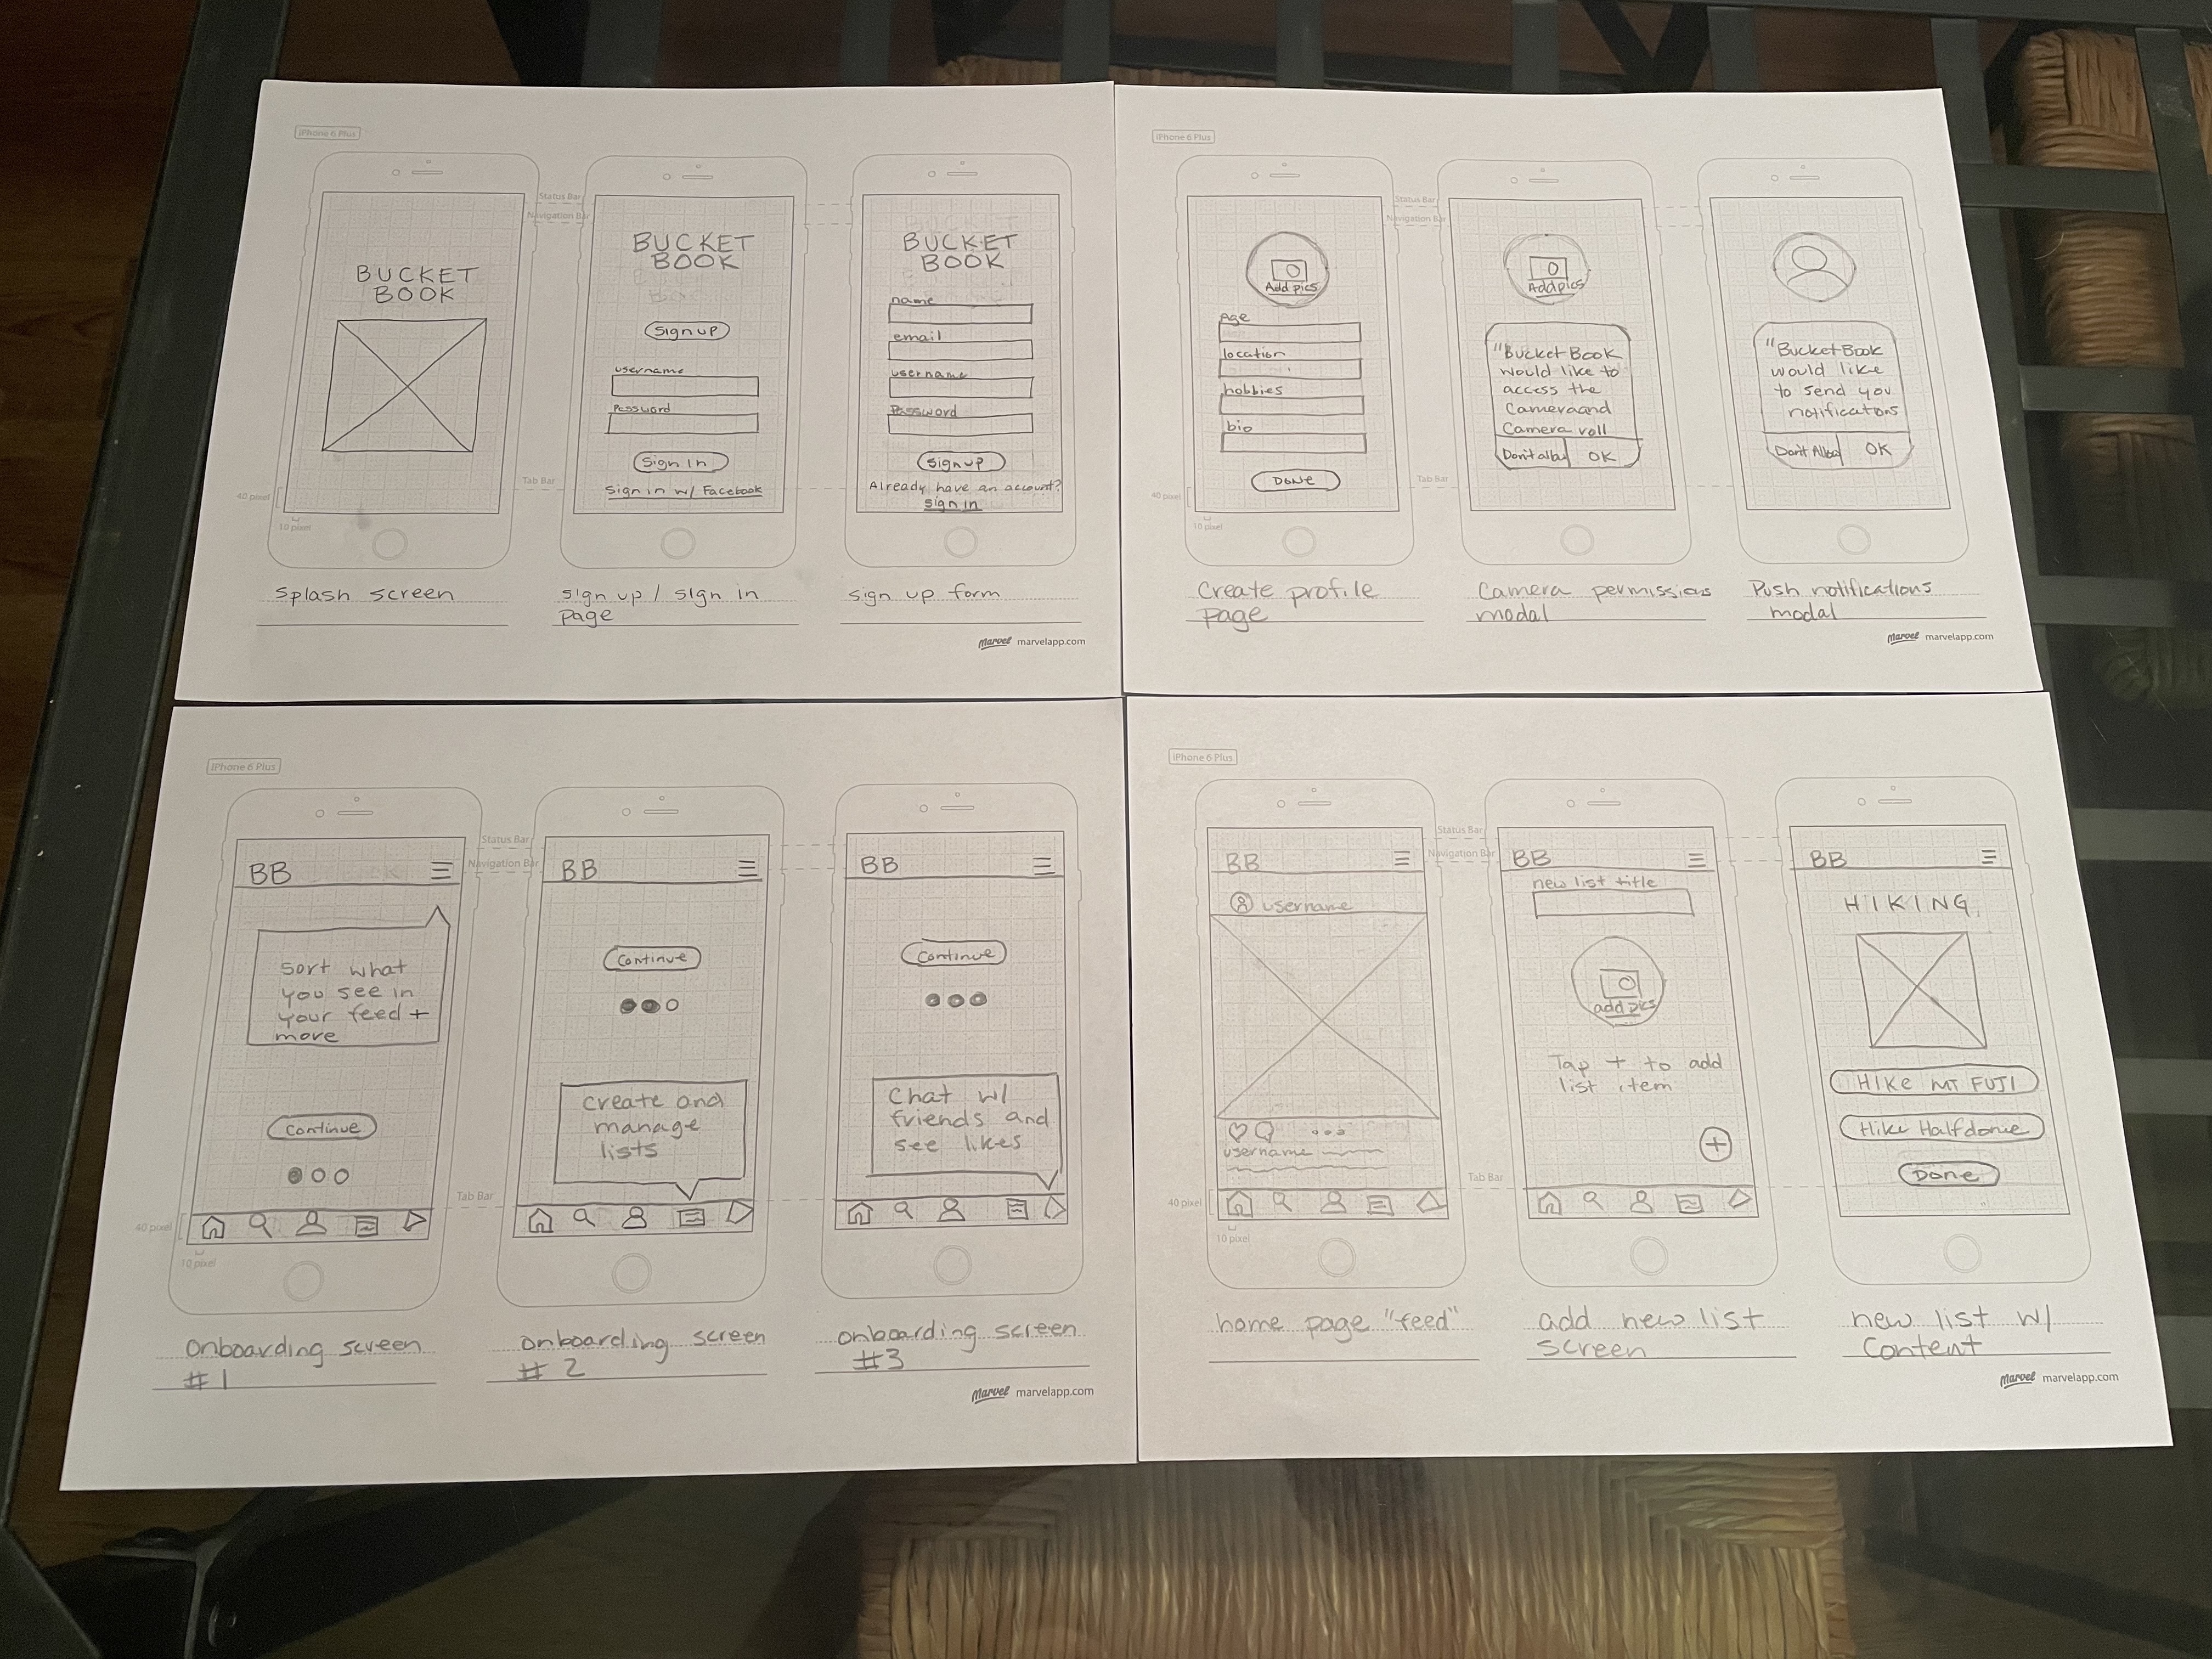 iPhone 6 Plus
Status Bar
Navigation Bar
Tab Bar
40 pixel
10 pixel
BUCKET
BOOK
splash screen
BUCKET
BOOK
Sign up
username
Password
Sign In
Sign in w/ Facebook
sign up / sign in
page
BUCKET
BOOK
name
email
username
Password
Sign up
Already have an account?
sign in
sign up form
Marvel marvelapp.com
iPhone 6 Plus
Status Bar
Navigation Bar
Tab Bar
40 pixel
10 pixel
Add pics
Age
location
hobbies
bio
DONE
Create profile
page
Add pics
"Bucket Book
would like to
access the
Camera and
Camera roll
Don't allow OK
Camera permissions
modal
"Bucket Book
would like
to send you
notifications
Don't Allow OK
Push notifications
modal
Marvel marvelapp.com
iPhone 6 Plus
Status Bar
Navigation Bar
Tab Bar
40 pixel
10 pixel
BB
Sort what
you see in
your feed +
more
Continue
onboarding screen
#1
BB
Continue
Create and
manage
lists
onboarding screen
#2
BB
Continue
Chat w/
friends and
see likes
onboarding screen
#3
Marvel marvelapp.com
iPhone 6 Plus
Status Bar
Navigation Bar
Tab Bar
40 pixel
10 pixel
BB
username
username
home page "feed"
BB
new list title
add pics
Tap + to add
list item
+
add new list
screen
BB
HIKING
HIKE MT FUJI
Hike Halfdome
Done
new list w/
Content
Marvel marvelapp.com